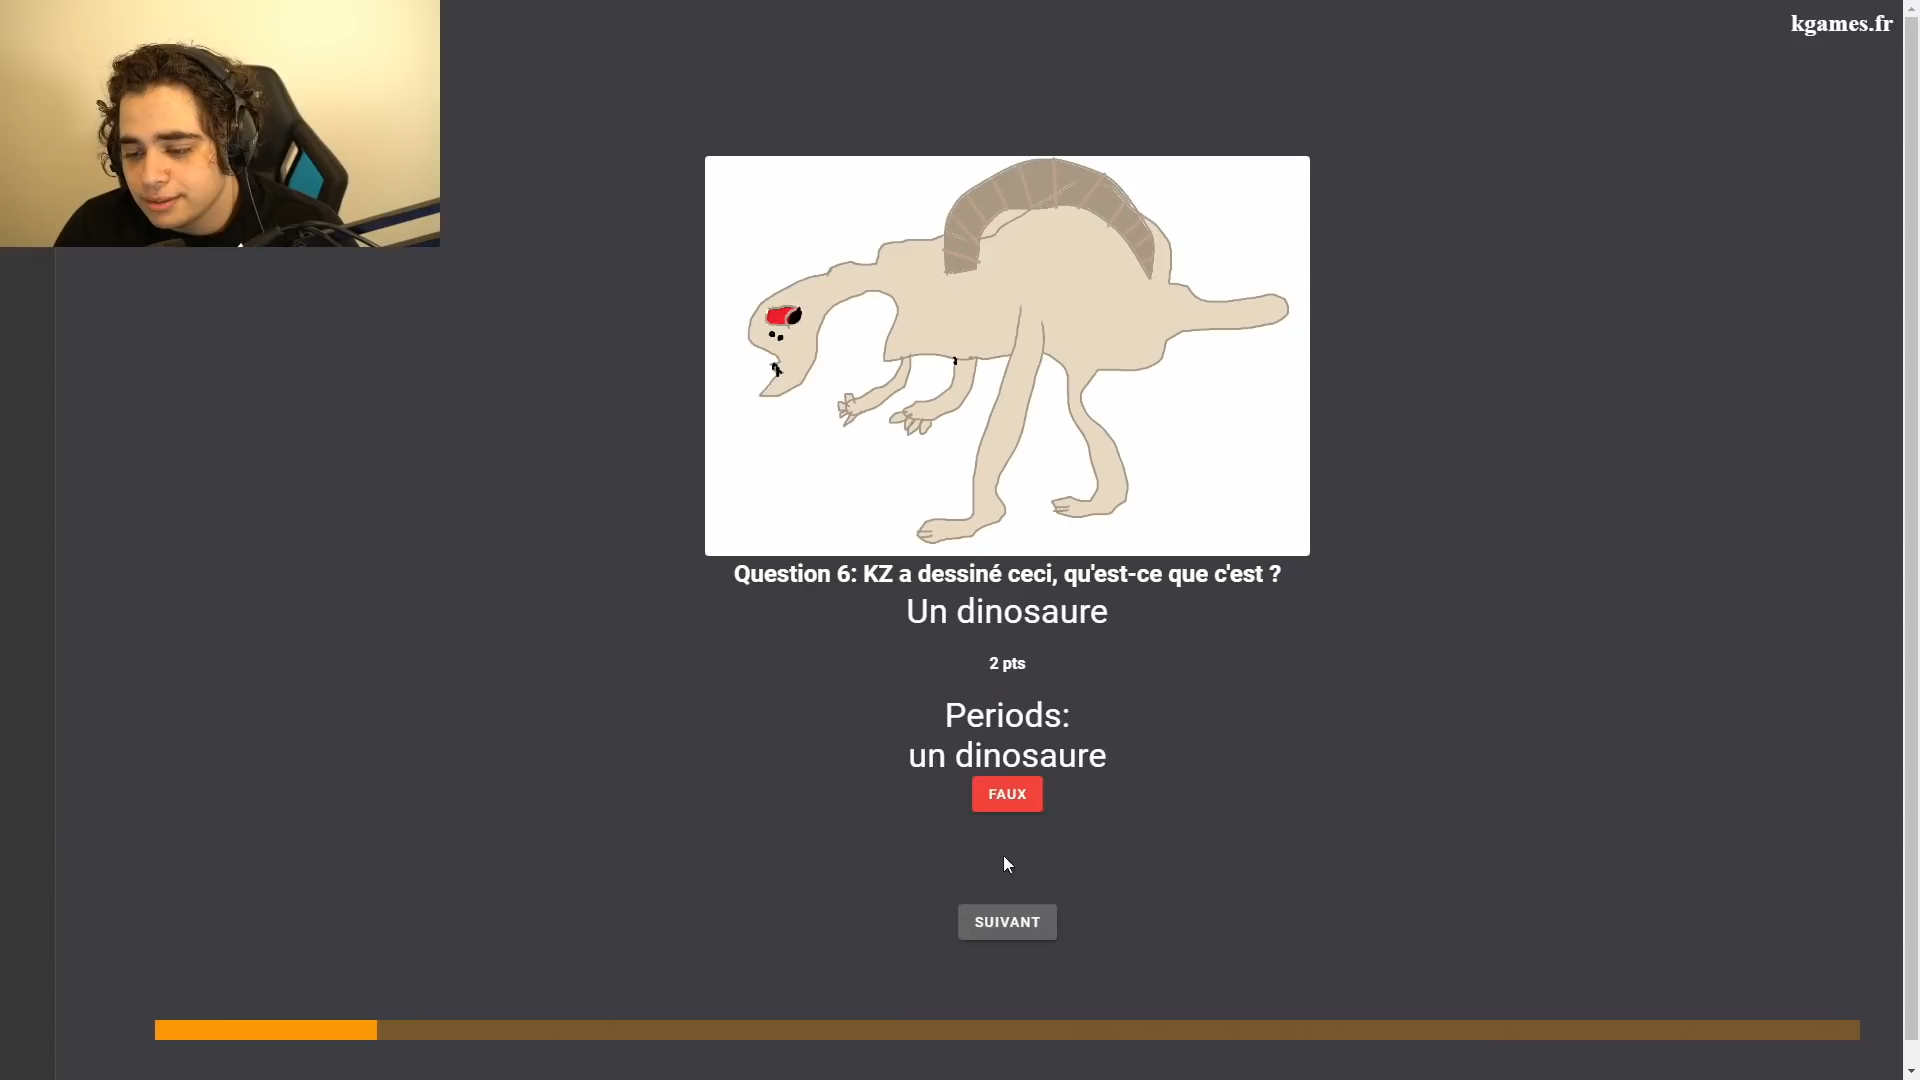 kgames.fr
Question 6: KZ a dessiné ceci, qu'est-ce que c'est ?
Un dinosaure
2 pts
Periods:
un dinosaure
FAUX
SUIVANT